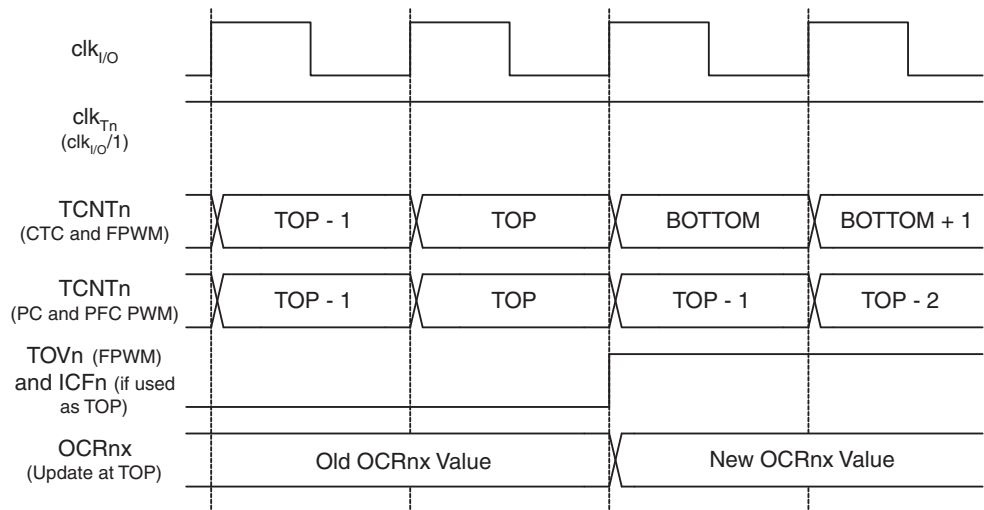 clkI/O
clkTn
(clkI/O/1)
TCNTn
(CTC and FPWM)
TOP - 1 TOP BOTTOM BOTTOM + 1
TCNTn
(PC and PFC PWM)
TOP - 1 TOP TOP - 1 TOP - 2
TOVn (FPWM)
and ICFn (if used
as TOP)
OCRnx
(Update at TOP)
Old OCRnx Value New OCRnx Value